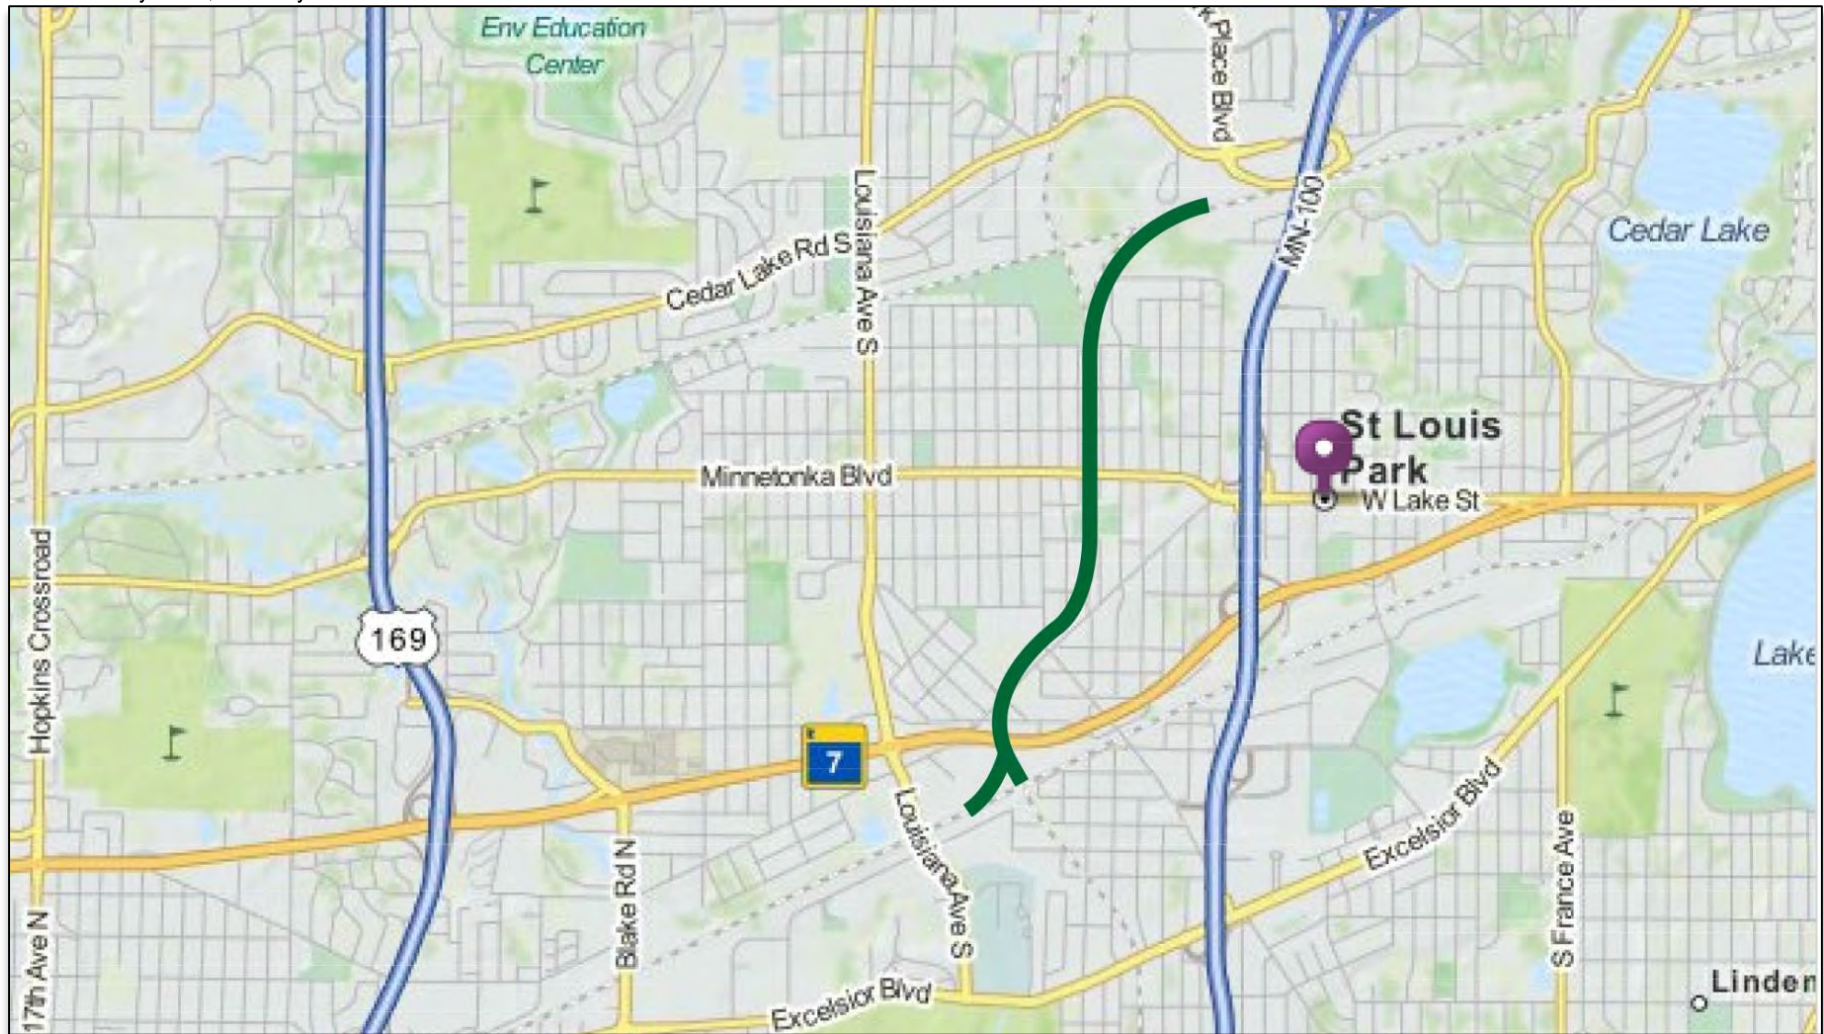 Env Education
Center
k Place Blvd
Louisiana Ave S
MN-100
Cedar Lake
Cedar Lake Rd S
St Louis
Park
Minnetonka Blvd
W Lake St
Hopkins Crossroad
169
Lake
7
Louisiana Ave S
Excelsior Blvd
S France Ave
Blake Rd N
17th Ave N
Excelsior Blvd
Linden